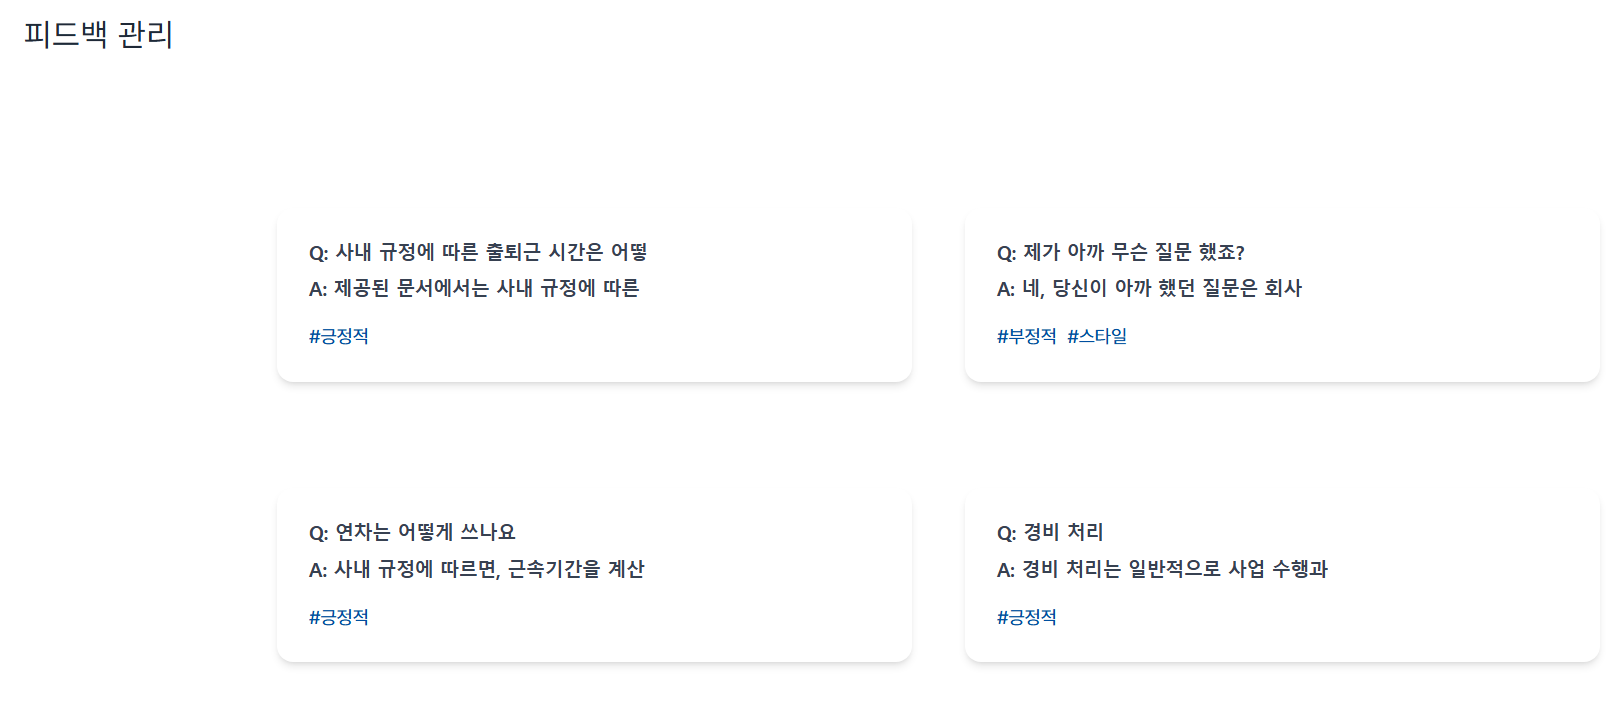 피드백 관리
Q: 사내 규정에 따른 출퇴근 시간은 어떻
A: 제공된 문서에서는 사내 규정에 따른
#긍정적
Q: 제가 아까 무슨 질문 했죠?
A: 네, 당신이 아까 했던 질문은 회사
#부정적 #스타일
Q: 연차는 어떻게 쓰나요
A: 사내 규정에 따르면, 근속기간을 계산
#긍정적
Q: 경비 처리
A: 경비 처리는 일반적으로 사업 수행과
#긍정적